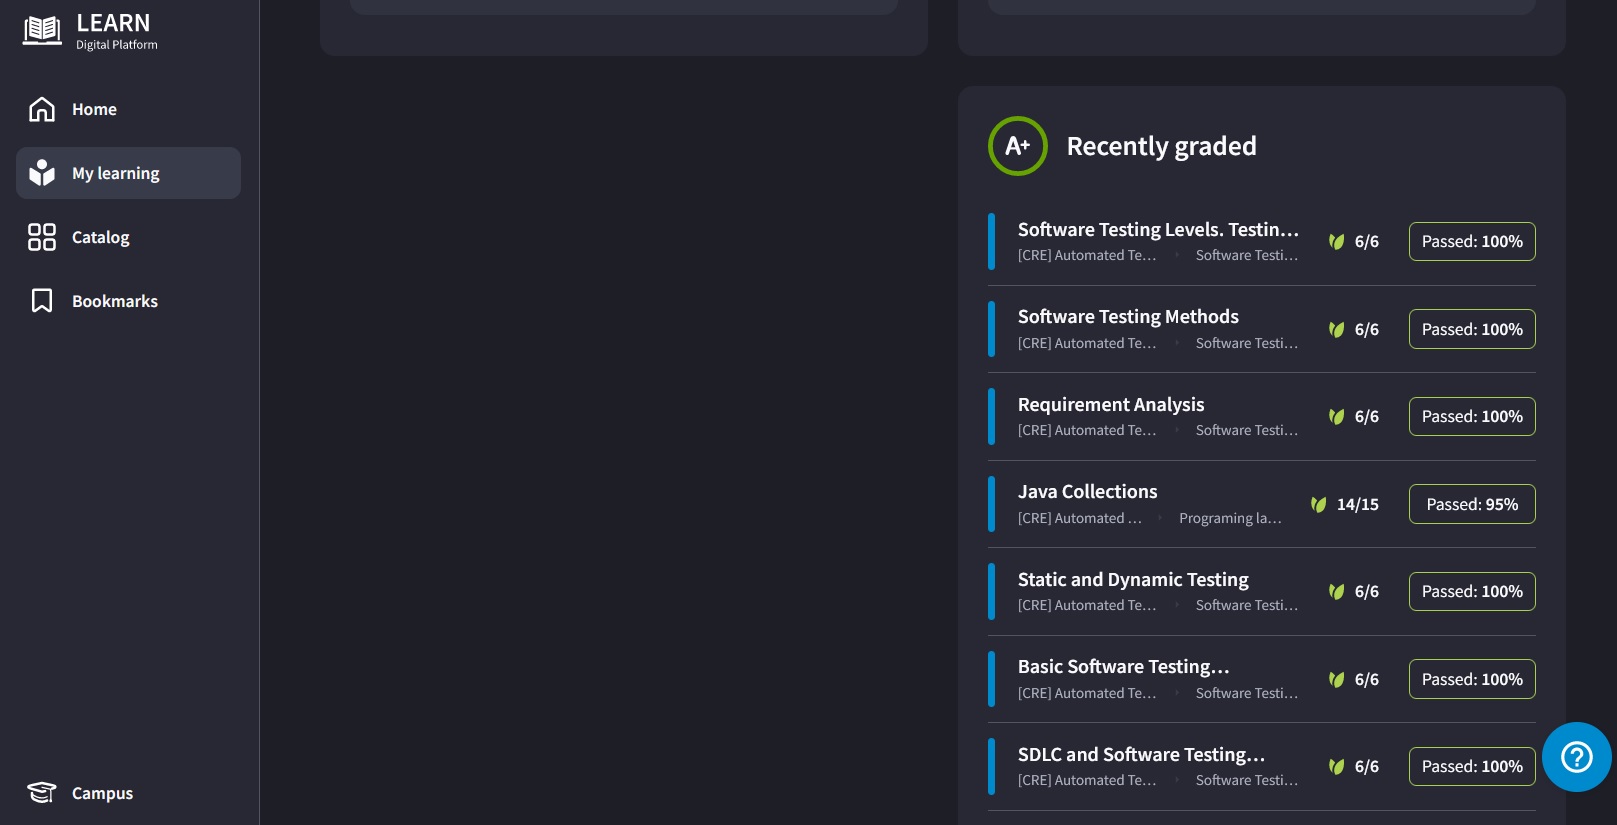 LEARN
Digital Platform
Home
My learning
Catalog
Bookmarks
Campus
A+ Recently graded
Software Testing Levels. Testin... 6/6 Passed: 100%
[CRE] Automated Te... Software Testi...
Software Testing Methods 6/6 Passed: 100%
[CRE] Automated Te... Software Testi...
Requirement Analysis 6/6 Passed: 100%
[CRE] Automated Te... Software Testi...
Java Collections 14/15 Passed: 95%
[CRE] Automated ... Programing la...
Static and Dynamic Testing 6/6 Passed: 100%
[CRE] Automated Te... Software Testi...
Basic Software Testing... 6/6 Passed: 100%
[CRE] Automated Te... Software Testi...
SDLC and Software Testing... 6/6 Passed: 100%
[CRE] Automated Te... Software Testi...